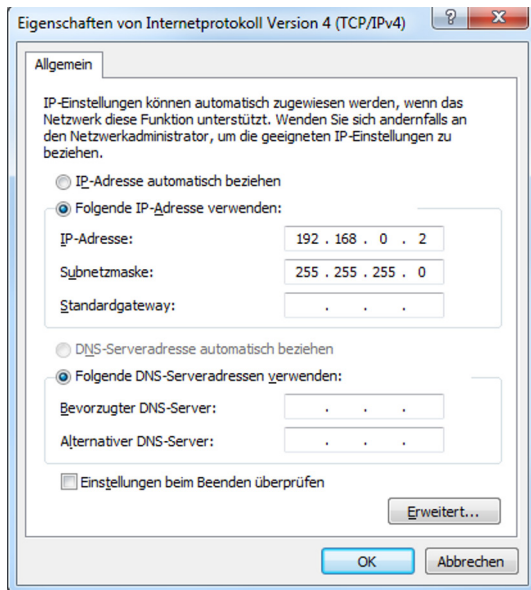 Eigenschaften von Internetprotokoll Version 4 (TCP/IPv4)
Allgemein
IP-Einstellungen können automatisch zugewiesen werden, wenn das
Netzwerk diese Funktion unterstützt. Wenden Sie sich andernfalls an
den Netzwerkadministrator, um die geeigneten IP-Einstellungen zu
beziehen.
IP-Adresse automatisch beziehen
Folgende IP-Adresse verwenden:
IP-Adresse: 192 . 168 . 0 . 2
Subnetzmaske: 255 . 255 . 255 . 0
Standardgateway: . . .
DNS-Serveradresse automatisch beziehen
Folgende DNS-Serveradressen verwenden:
Bevorzugter DNS-Server: . . .
Alternativer DNS-Server: . . .
Einstellungen beim Beenden überprüfen
Erweitert...
OK Abbrechen